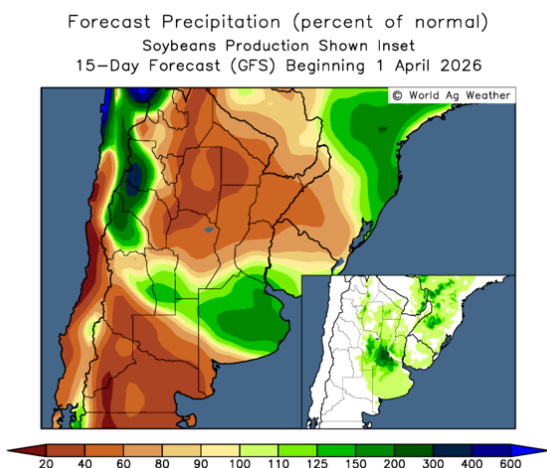 Forecast Precipitation (percent of normal)
Soybeans Production Shown Inset
15-Day Forecast (GFS) Beginning 1 April 2026
© World Ag Weather
20 40 60 80 90 100 110 125 150 200 300 400 600